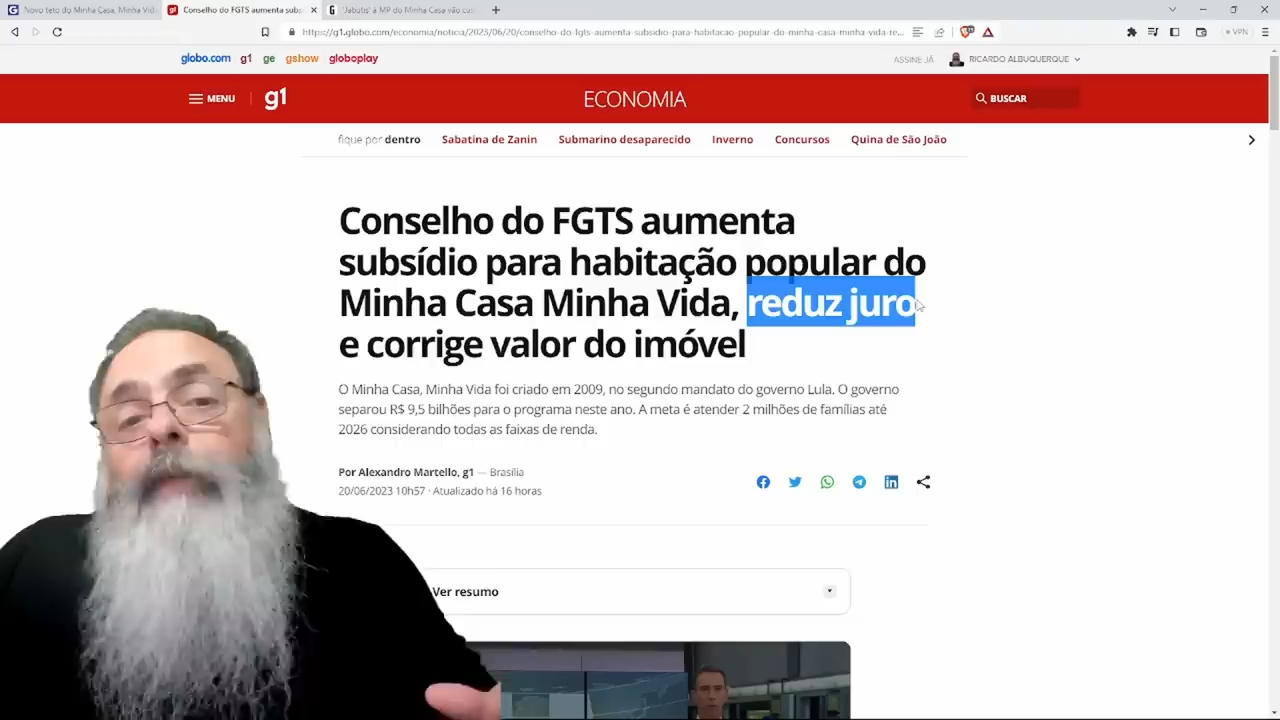 Novo teto do Minha Casa, Minha Vida
Conselho do FGTS aumenta sub
'Jabutis' à MP do Minha Casa vão cus
https://g1.globo.com/economia/noticia/2023/06/20/conselho-do-fgts-aumenta-subsidio-para-habitacao-popular-do-minha-casa-minha-vida-re...
VPN
globo.com g1 ge gshow globoplay
ASSINE JÁ
RICARDO ALBUQUERQUE
MENU
g1
ECONOMIA
BUSCAR
fique por dentro
Sabatina de Zanin
Submarino desaparecido
Inverno
Concursos
Quina de São João
Conselho do FGTS aumenta
subsídio para habitação popular do
Minha Casa Minha Vida, reduz juro
e corrige valor do imóvel
O Minha Casa, Minha Vida foi criado em 2009, no segundo mandato do governo Lula. O governo
separou R$ 9,5 bilhões para o programa neste ano. A meta é atender 2 milhões de famílias até
2026 considerando todas as faixas de renda.
Por Alexandro Martello, g1 — Brasília
20/06/2023 10h57 · Atualizado há 16 horas
Ver resumo